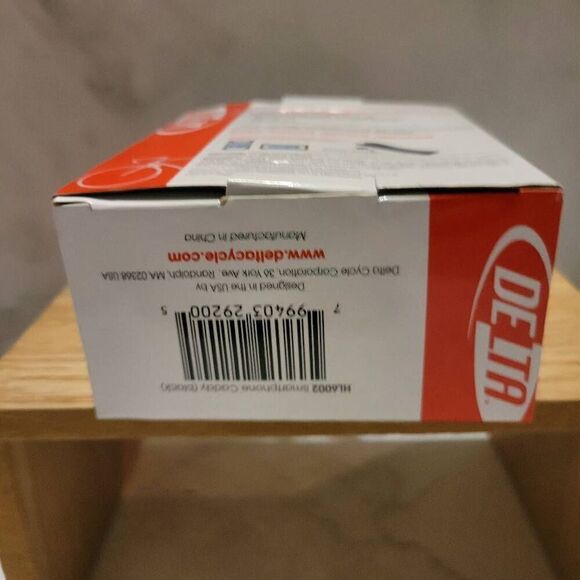 HL6002 Smartphone Caddy (black)
7 99403 29200 5
Designed in the USA by
Delta Cycle Corporation, 36 York Ave. Randolph, MA 02368 USA
www.deltacycle.com
Manufactured in China
DELTA